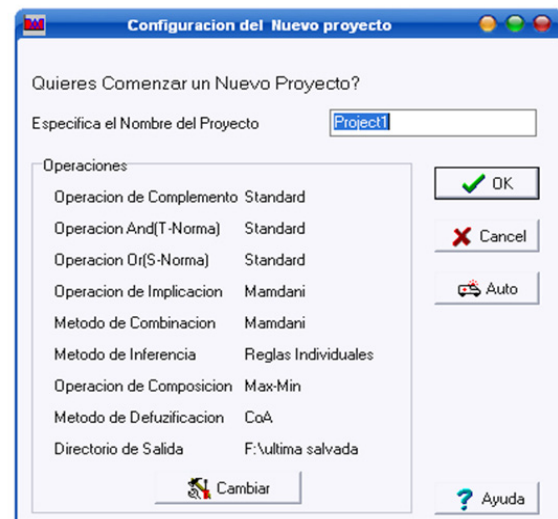 Configuracion del Nuevo proyecto
Quieres Comenzar un Nuevo Proyecto?
Especifica el Nombre del Proyecto Project1
Operaciones
Operacion de Complemento Standard
Operacion And(T-Norma) Standard
Operacion Or(S-Norma) Standard
Operacion de Implicacion Mamdani
Metodo de Combinacion Mamdani
Metodo de Inferencia Reglas Individuales
Operacion de Composicion Max-Min
Metodo de Defuzificacion CoA
Directorio de Salida F:\ultima salvada
Cambiar
OK
Cancel
Auto
Ayuda